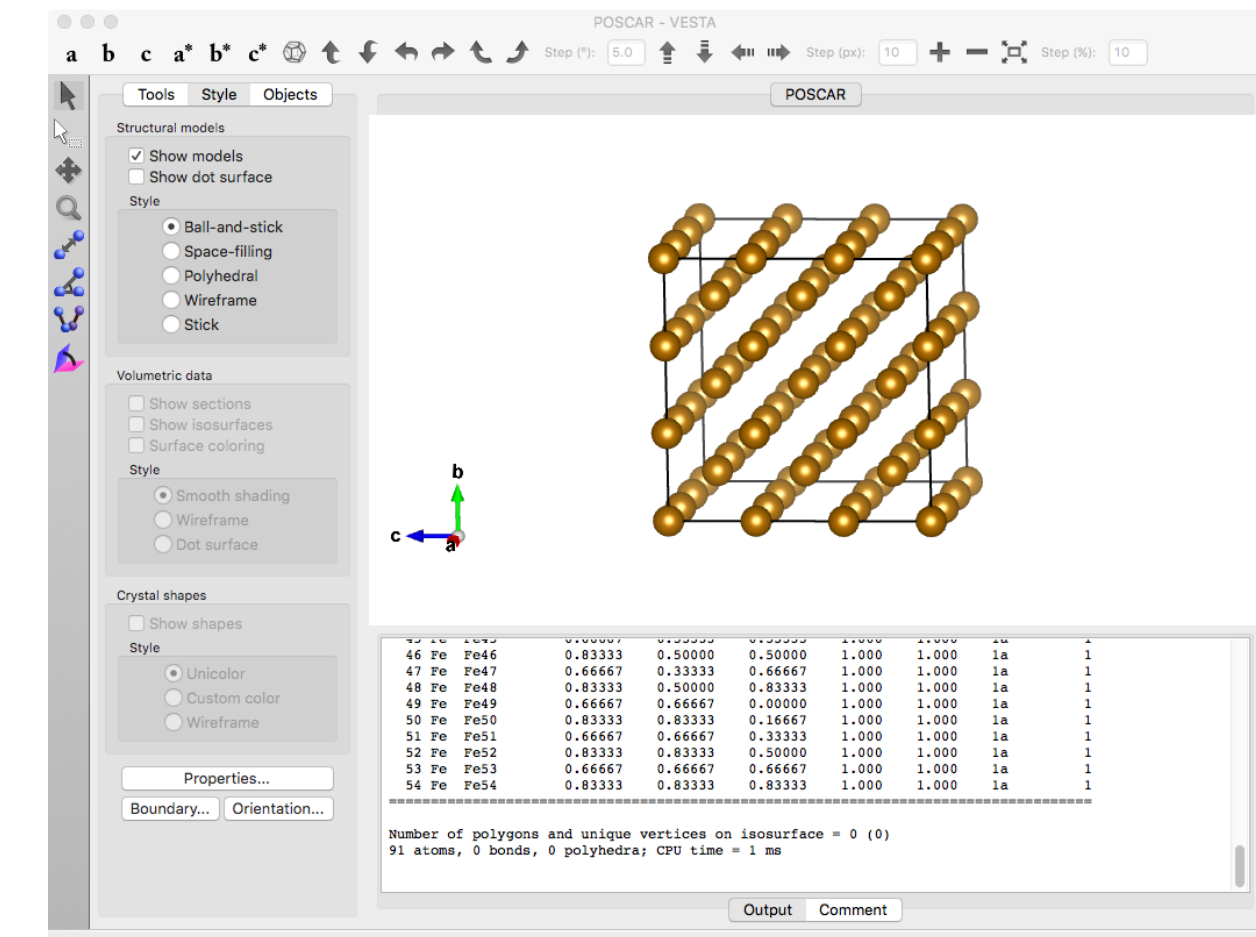 POSCAR - VESTA
a b c a* b* c* Step (°): 5.0 Step (px): 10 Step (%): 10
Tools Style Objects
POSCAR
Structural models
Show models
Show dot surface
Style
Ball-and-stick
Space-filling
Polyhedral
Wireframe
Stick
Volumetric data
Show sections
Show isosurfaces
Surface coloring
Style
Smooth shading
Wireframe
Dot surface
Crystal shapes
Show shapes
Style
Unicolor
Custom color
Wireframe
Properties...
Boundary... Orientation...
b
c
a
46 Fe Fe46 0.83333 0.50000 0.50000 1.000 1.000 1a 1
47 Fe Fe47 0.66667 0.33333 0.66667 1.000 1.000 1a 1
48 Fe Fe48 0.83333 0.50000 0.83333 1.000 1.000 1a 1
49 Fe Fe49 0.66667 0.66667 0.00000 1.000 1.000 1a 1
50 Fe Fe50 0.83333 0.83333 0.16667 1.000 1.000 1a 1
51 Fe Fe51 0.66667 0.66667 0.33333 1.000 1.000 1a 1
52 Fe Fe52 0.83333 0.83333 0.50000 1.000 1.000 1a 1
53 Fe Fe53 0.66667 0.66667 0.66667 1.000 1.000 1a 1
54 Fe Fe54 0.83333 0.83333 0.83333 1.000 1.000 1a 1
Number of polygons and unique vertices on isosurface = 0 (0)
91 atoms, 0 bonds, 0 polyhedra; CPU time = 1 ms
Output Comment